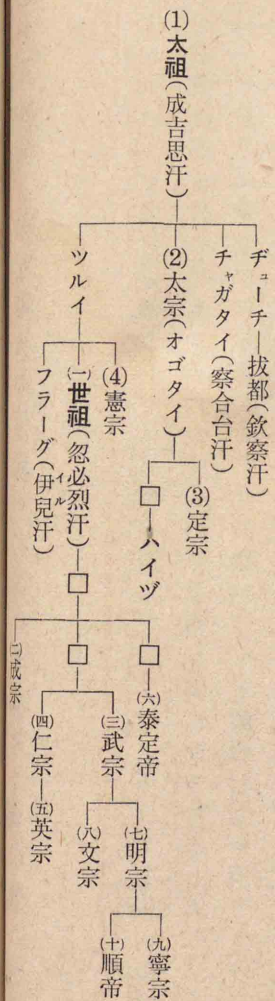 (1)太祖(成吉思汗)
ヂューチ―抜都(欽察汗)
チャガタイ(察合台汗)
(2)太宗(オゴタイ)
(3)定宗
□―ハイヅ
ツルイ
(4)憲宗
(一)世祖(忽必烈汗)
フラーグ(伊兒汗)
イル
□
□
(六)泰定帝
□
(三)武宗
(七)明宗
(九)寧宗
(十)順帝
(八)文宗
(四)仁宗―(五)英宗
(二)成宗